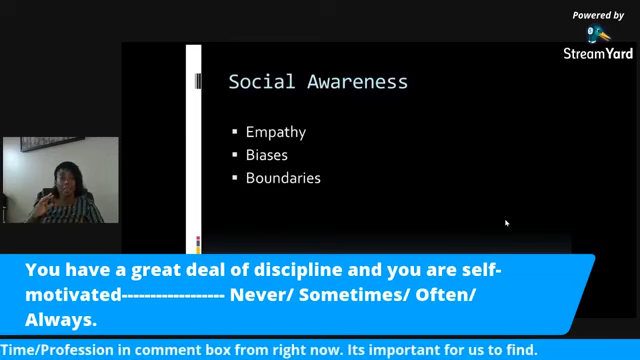 Powered by
StreamYard
Social Awareness
▪ Empathy
▪ Biases
▪ Boundaries
You have a great deal of discipline and you are self-
motivated----------------- Never/ Sometimes/ Often/
Always.
Time/Profession in comment box from right now. Its important for us to find.